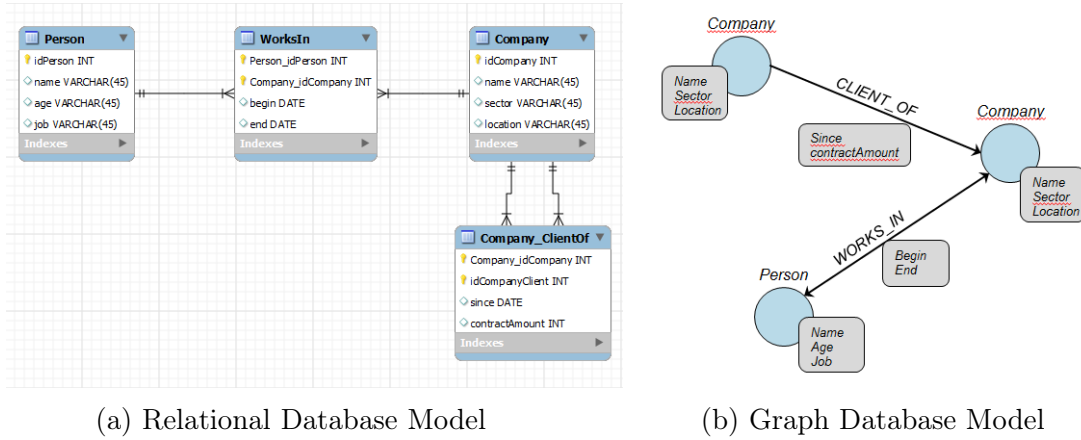 Person
idPerson INT
name VARCHAR(45)
age VARCHAR(45)
job VARCHAR(45)
Indexes
WorksIn
Person_idPerson INT
Company_idCompany INT
begin DATE
end DATE
Indexes
Company
idCompany INT
name VARCHAR(45)
sector VARCHAR(45)
location VARCHAR(45)
Indexes
Company_ClientOf
Company_idCompany INT
idCompanyClient INT
since DATE
contractAmount INT
Indexes
(a) Relational Database Model
Company
Name
Sector
Location
CLIENT_OF
Since
contractAmount
Company
Name
Sector
Location
WORKS_IN
Begin
End
Person
Name
Age
Job
(b) Graph Database Model